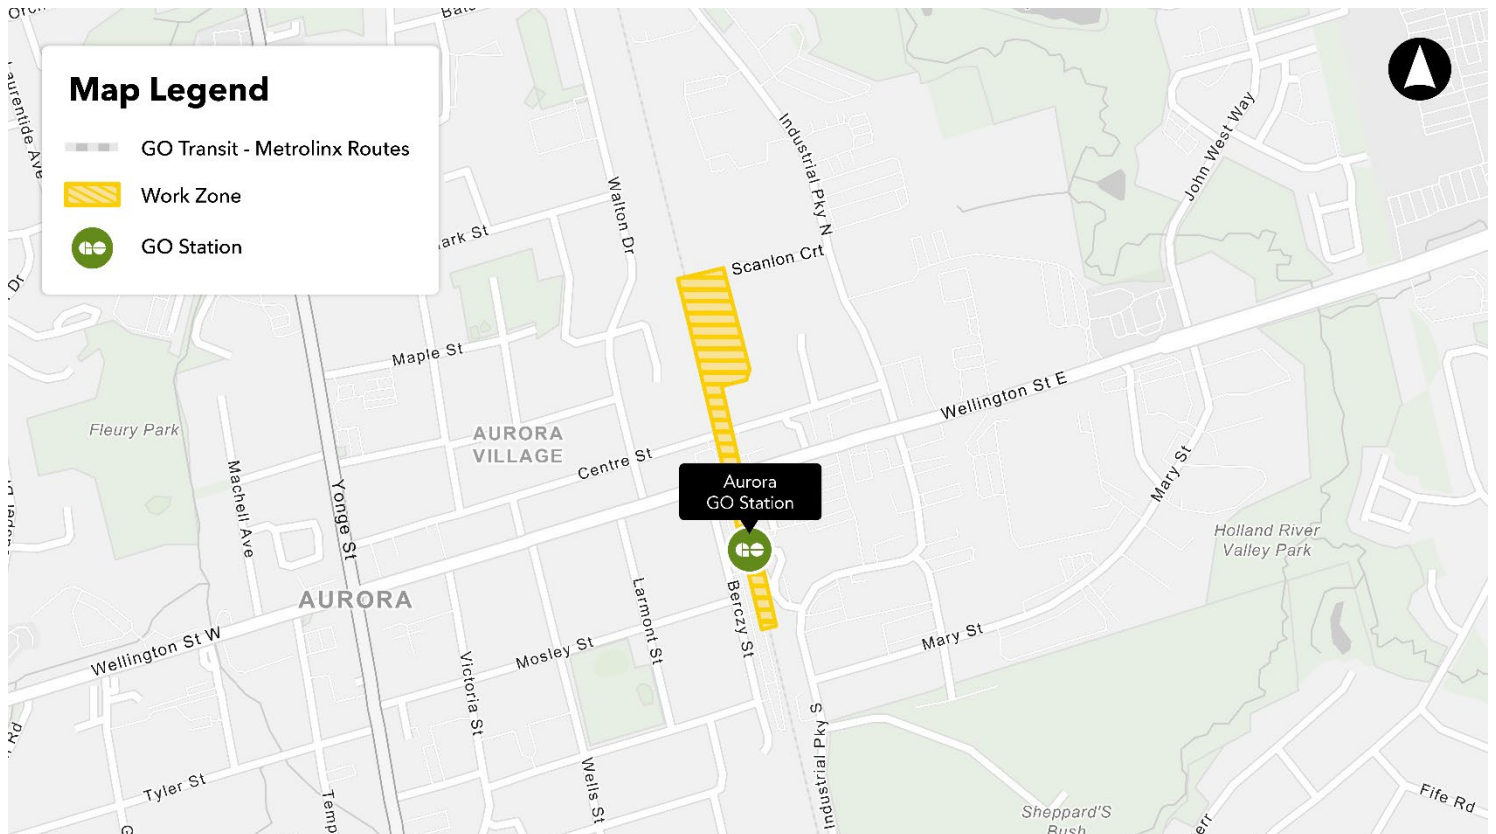 Map Legend
GO Transit - Metrolinx Routes
Work Zone
GO Station
Laurentide Ave
Walton Dr
Industrial Pky N
John West Way
Scanlon Crt
Maple St
Wellington St E
Fleury Park
AURORA
VILLAGE
Centre St
Machell Ave
Yonge St
Aurora
GO Station
Mary St
Holland River
Valley Park
AURORA
Larmont St
Berczy St
Wellington St W
Mosley St
Mary St
Victoria St
Industrial Pky S
Tyler St
Wells St
Fife Rd
Sheppard'S
Bush